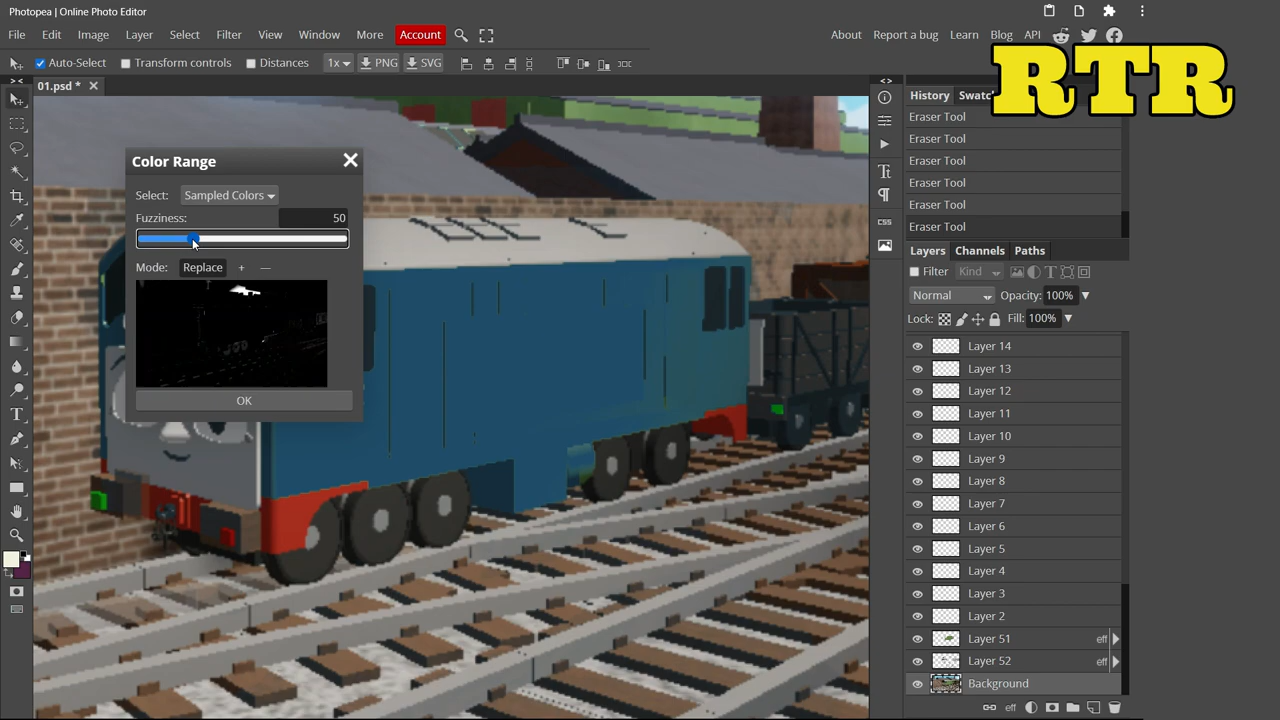 Photopea | Online Photo Editor
File Edit Image Layer Select Filter View Window More Account About Report a bug Learn Blog API
RTR
Auto-Select Transform controls Distances 1x PNG SVG
01.psd *
History Swatc
Eraser Tool
Eraser Tool
Eraser Tool
Eraser Tool
Eraser Tool
Eraser Tool
Color Range
Select: Sampled Colors
Fuzziness: 50
Mode: Replace + —
OK
CSS
Layers Channels Paths
Filter Kind
Normal Opacity: 100%
Lock: Fill: 100%
Layer 14
Layer 13
Layer 12
Layer 11
Layer 10
Layer 9
Layer 8
Layer 7
Layer 6
Layer 5
Layer 4
Layer 3
Layer 2
Layer 51 eff
Layer 52 eff
Background
eff